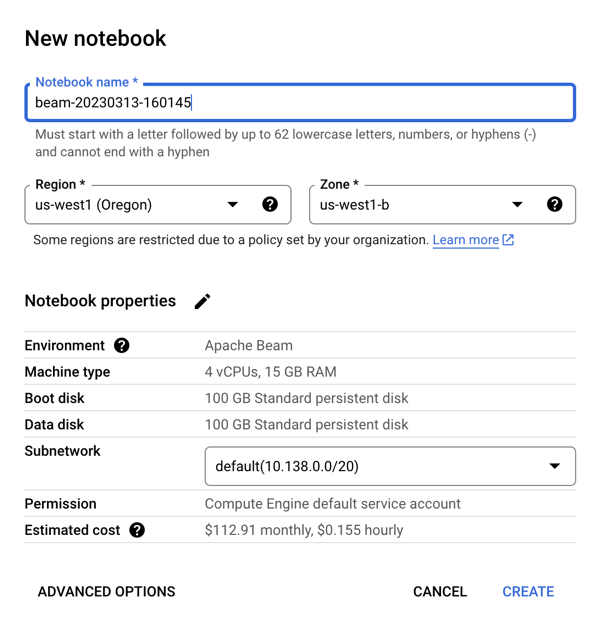 New notebook
Notebook name *
beam-20230313-160145
Must start with a letter followed by up to 62 lowercase letters, numbers, or hyphens (-)
and cannot end with a hyphen
Region *
us-west1 (Oregon)
Zone *
us-west1-b
Some regions are restricted due to a policy set by your organization. Learn more
Notebook properties
Environment Apache Beam
Machine type 4 vCPUs, 15 GB RAM
Boot disk 100 GB Standard persistent disk
Data disk 100 GB Standard persistent disk
Subnetwork default(10.138.0.0/20)
Permission Compute Engine default service account
Estimated cost $112.91 monthly, $0.155 hourly
ADVANCED OPTIONS CANCEL CREATE